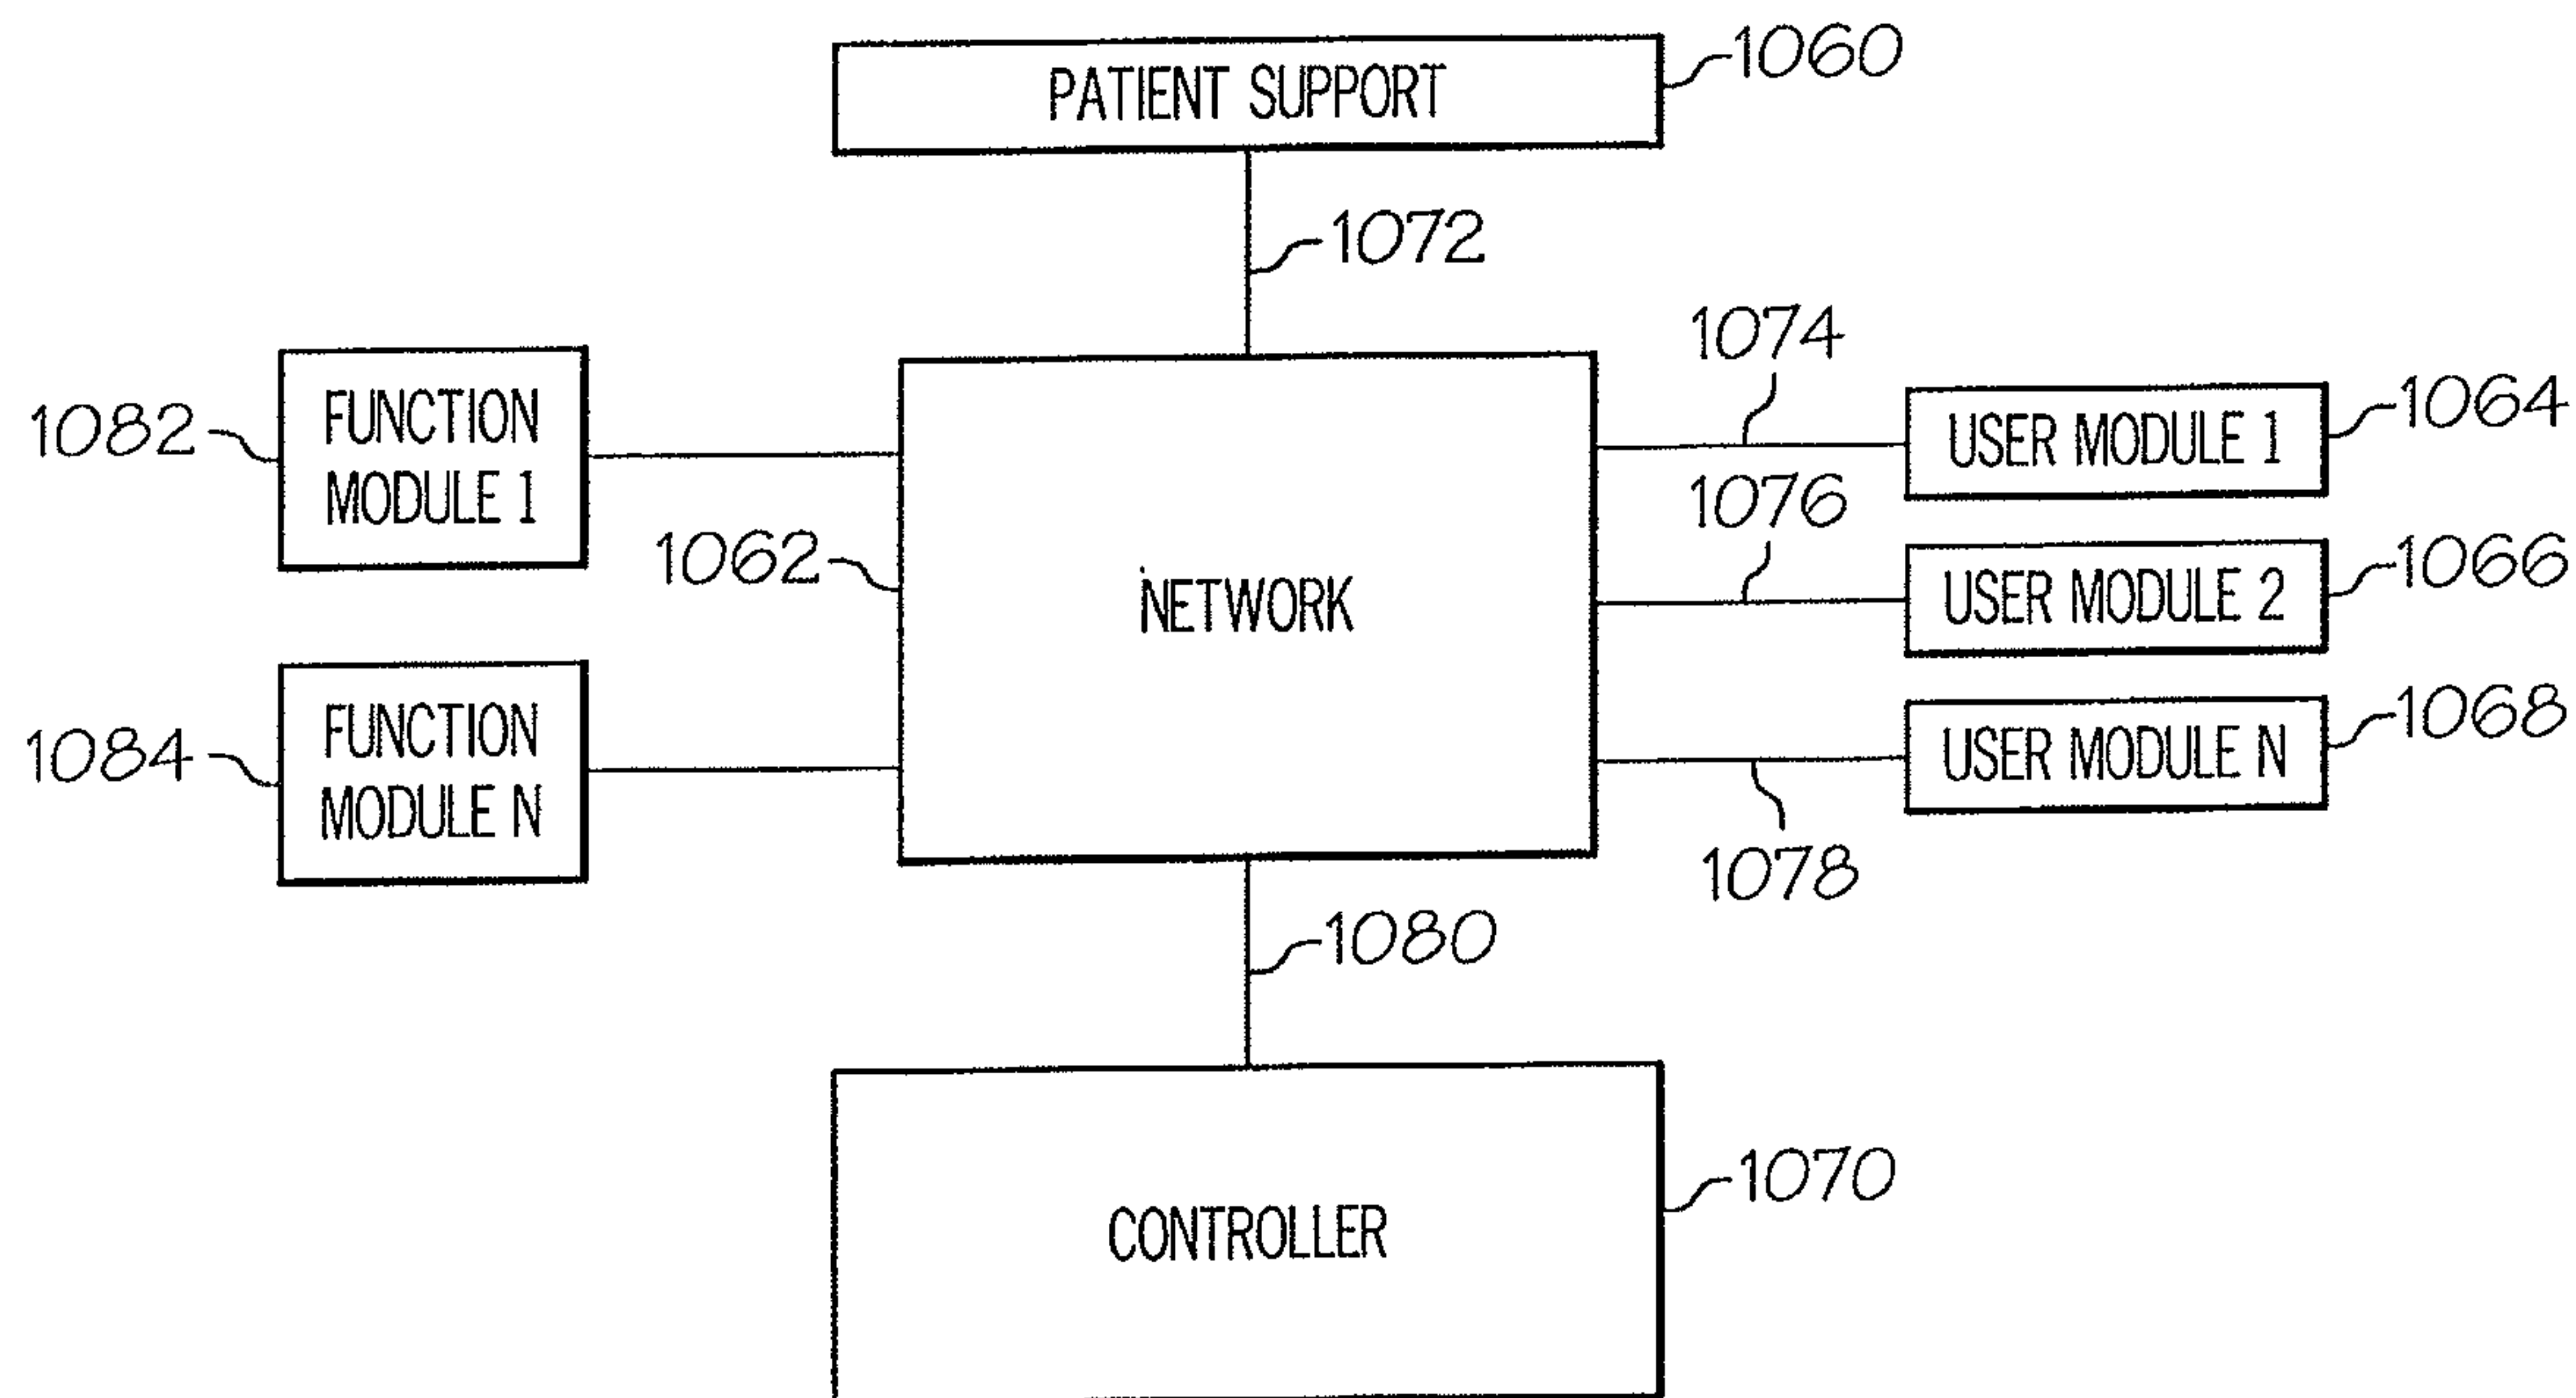 PATIENT SUPPORT
1060
1072
1074
FUNCTION
MODULE 1
1082
USER MODULE 1
1064
1076
1062
NETWORK
USER MODULE 2
1066
FUNCTION
MODULE N
1084
USER MODULE N
1068
1078
1080
CONTROLLER
1070